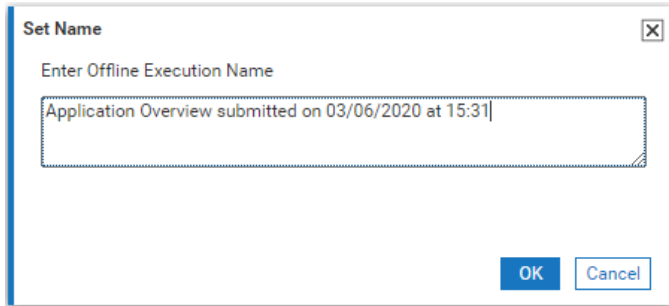 Set Name
Enter Offline Execution Name
Application Overview submitted on 03/06/2020 at 15:31
OK
Cancel